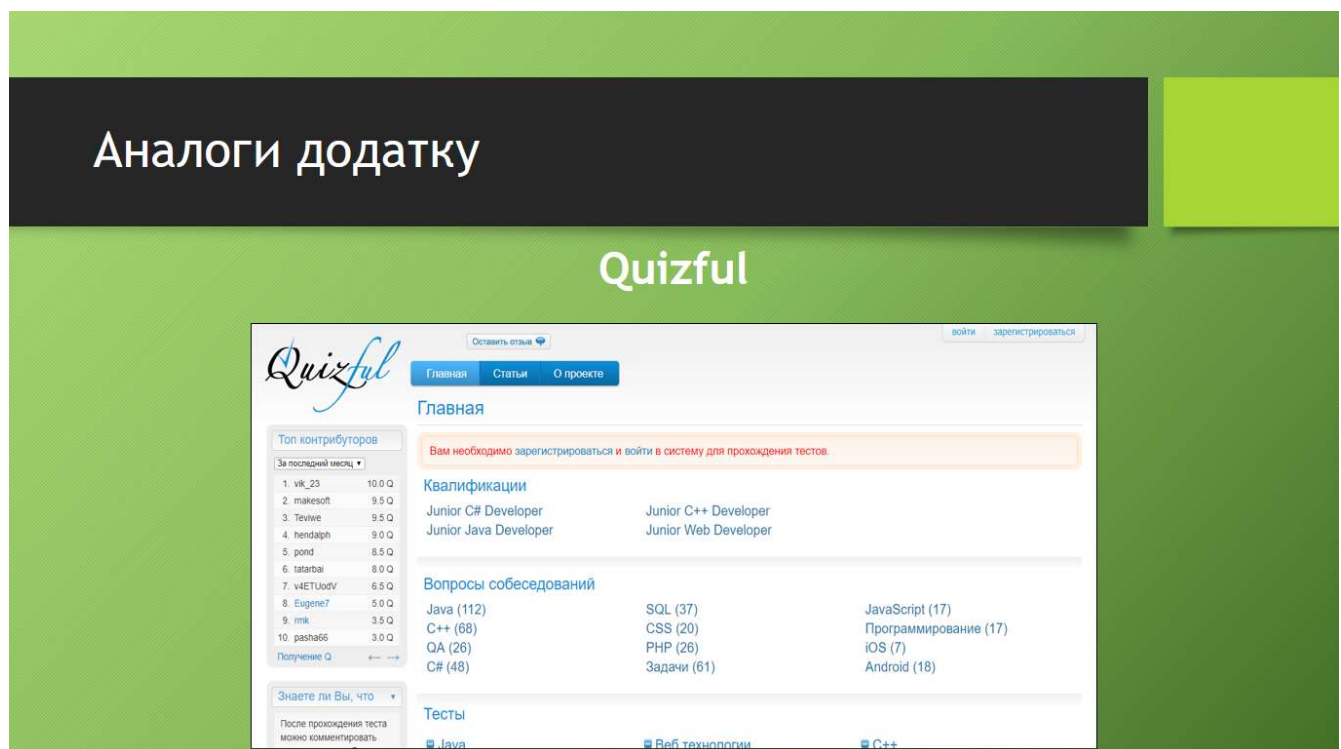 Аналоги додатку
Quizful
Quizful
Оставить отзыв
войти зарегистрироваться
Главная Статьи О проекте
Главная
Топ контрибуторов
За последний месяц
1. vik_23 10.0 Q
2. makesoft 9.5 Q
3. Teviwe 9.5 Q
4. hendalph 9.0 Q
5. pond 8.5 Q
6. tatarbai 8.0 Q
7. v4ETUodV 6.5 Q
8. Eugene7 5.0 Q
9. rmk 3.5 Q
10. pasha66 3.0 Q
Получение Q ← →
Знаете ли Вы, что
После прохождения теста
можно комментировать
Вам необходимо зарегистрироваться и войти в систему для прохождения тестов.
Квалификации
Junior C# Developer Junior C++ Developer
Junior Java Developer Junior Web Developer
Вопросы собеседований
Java (112) SQL (37) JavaScript (17)
C++ (68) CSS (20) Программирование (17)
QA (26) PHP (26) iOS (7)
C# (48) Задачи (61) Android (18)
Тесты
Java Веб технологии C++